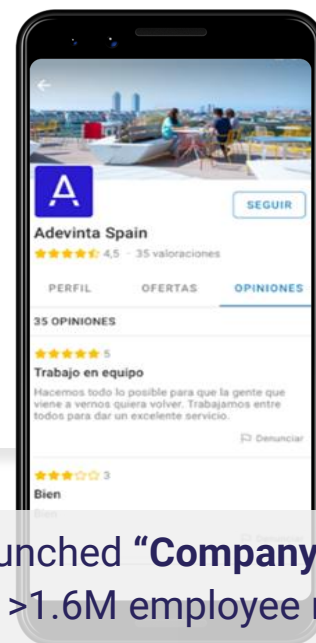 A
SEGUIR
Adevinta Spain
4,5 · 35 valoraciones
PERFIL OFERTAS OPINIONES
35 OPINIONES
5
Trabajo en equipo
Hacemos todo lo posible para que la gente que
viene a vernos quiera volver. Trabajamos entre
todos para dar un excelente servicio.
Denunciar
3
Bien
Bien
Denunciar
unched “Company
>1.6M employee